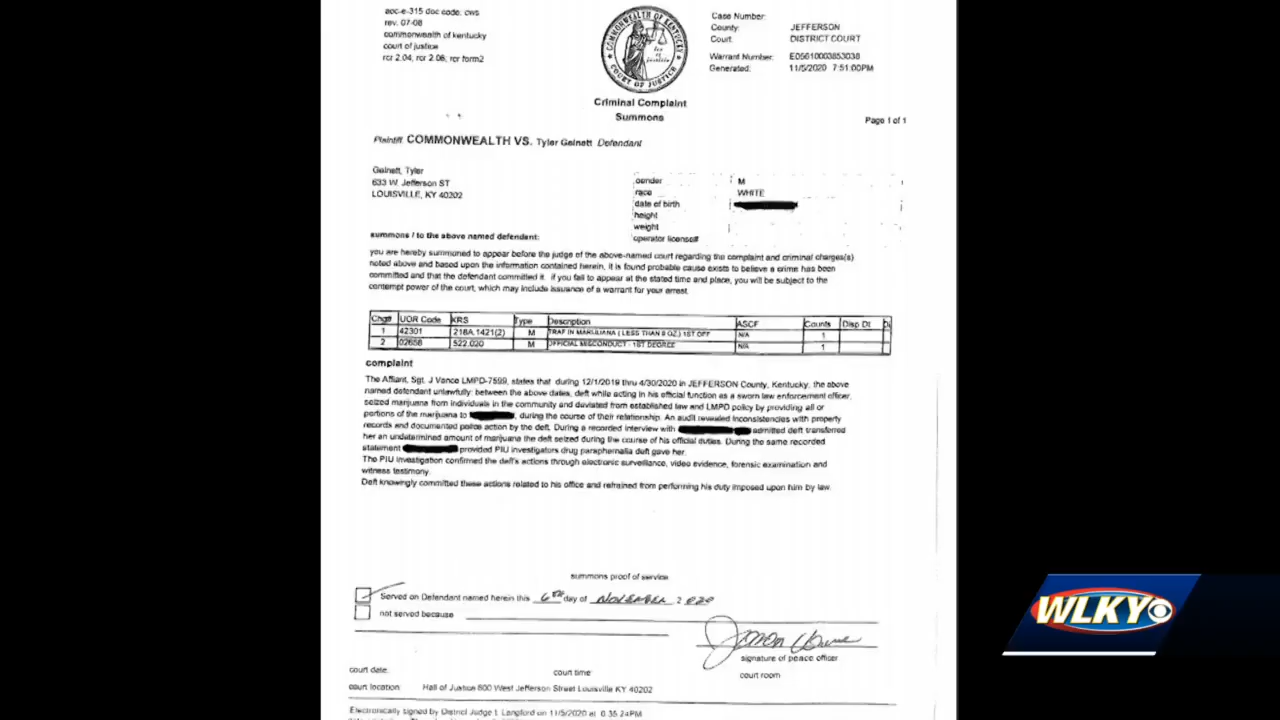 aoc-e-315 doc code: cws
rev. 07-08
commonwealth of kentucky
court of justice
rcr 2.04, rcr 2.06, rcr form2
COMMONWEALTH OF KENTUCKY
COURT OF JUSTICE
Case Number:
County: JEFFERSON
Court: DISTRICT COURT
Warrant Number: E05610003853038
Generated: 11/5/2020 7:51:00PM
Criminal Complaint
Summons
Page 1 of 1
Plaintiff, COMMONWEALTH VS. Tyler Gelnett Defendant
Gelnett, Tyler
633 W. Jefferson ST
LOUISVILLE, KY 40202
gender M
race WHITE
date of birth
height
weight
operator license#
summons / to the above named defendant:
you are hereby summoned to appear before the judge of the above-named court regarding the complaint and criminal charges(s)
noted above and based upon the information contained herein, it is found probable cause exists to believe a crime has been
committed and that the defendant committed it. if you fail to appear at the stated time and place, you will be subject to the
contempt power of the court, which may include issuance of a warrant for your arrest.
Chg# UOR Code KRS Type Description ASCF Counts Disp Dt
1 42301 218A.1421(2) M TRAF IN MARIJUANA ( LESS THAN 8 OZ.) 1ST OFF N/A 1
2 02658 522.020 M OFFICIAL MISCONDUCT - 1ST DEGREE N/A 1
complaint
The Affiant, Sgt. J Vance LMPD-7599, states that during 12/1/2019 thru 4/30/2020 in JEFFERSON County, Kentucky, the above
named defendant unlawfully: between the above dates, deft while acting in his official function as a sworn law enforcement officer,
seized marijuana from individuals in the community and deviated from established law and LMPD policy by providing all or
portions of the marijuana to , during the course of their relationship. An audit revealed inconsistencies with property
records and documented police action by the deft. During a recorded interview with admitted deft transferred
her an undetermined amount of marijuana the deft seized during the course of his official duties. During the same recorded
statement provided PIU investigators drug paraphernalia deft gave her.
The PIU investigation confirmed the deft's actions through electronic surveillance, video evidence, forensic examination and
witness testimony.
Deft knowingly committed these actions related to his office and refrained from performing his duty imposed upon him by law.
summons proof of service
Served on Defendant named herein this 6th day of NOVEMBER 2020
not served because
signature of peace officer
court date: court time: court room
court location: Hall of Justice 600 West Jefferson Street Louisville KY 40202
Electronically signed by District Judge Langford on 11/5/2020 at 6:35:24PM
WLKY